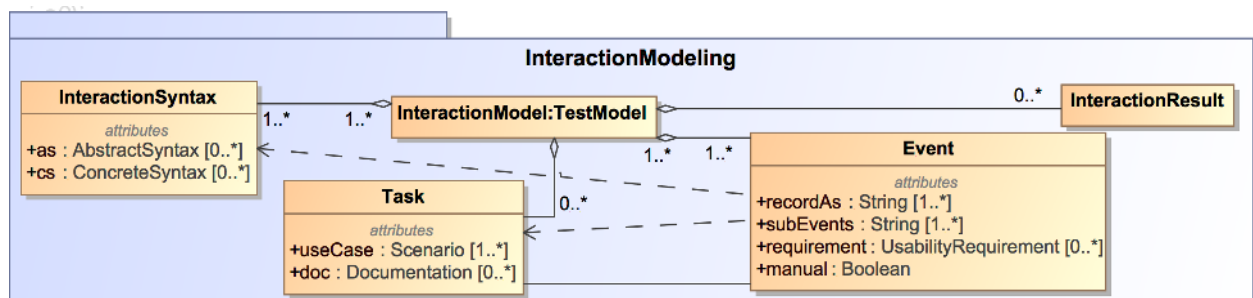 InteractionModeling
InteractionSyntax
attributes
+as : AbstractSyntax [0..*]
+cs : ConcreteSyntax [0..*]
1..*
1..*
InteractionModel:TestModel
0..*
InteractionResult
1..*
1..*
0..*
Task
attributes
+useCase : Scenario [1..*]
+doc : Documentation [0..*]
Event
attributes
+recordAs : String [1..*]
+subEvents : String [1..*]
+requirement : UsabilityRequirement [0..*]
+manual : Boolean